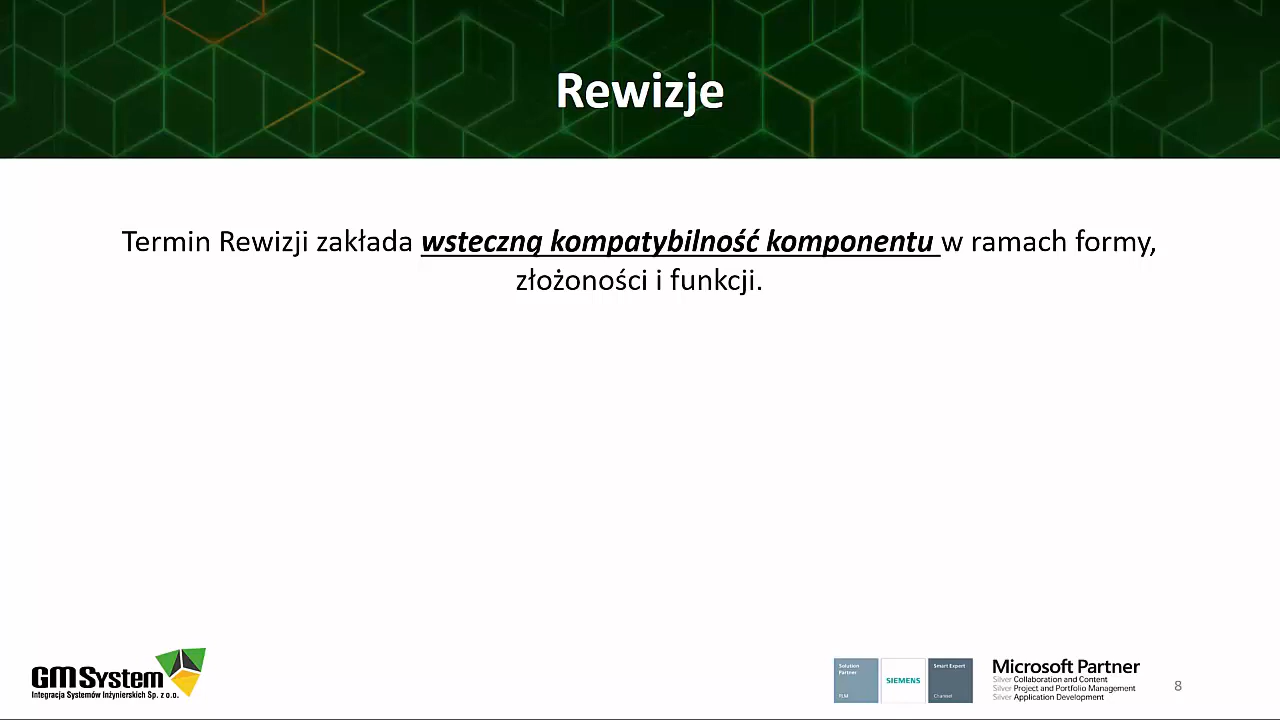 Rewizje
Termin Rewizji zakłada wsteczną kompatybilność komponentu w ramach formy,
złożoności i funkcji.
GM System
Integracja Systemów Inżynierskich Sp. z o.o.
Solution
Partner
PLM
SIEMENS
Smart Expert
Channel
Microsoft Partner
Silver Collaboration and Content
Silver Project and Portfolio Management
Silver Application Development
8